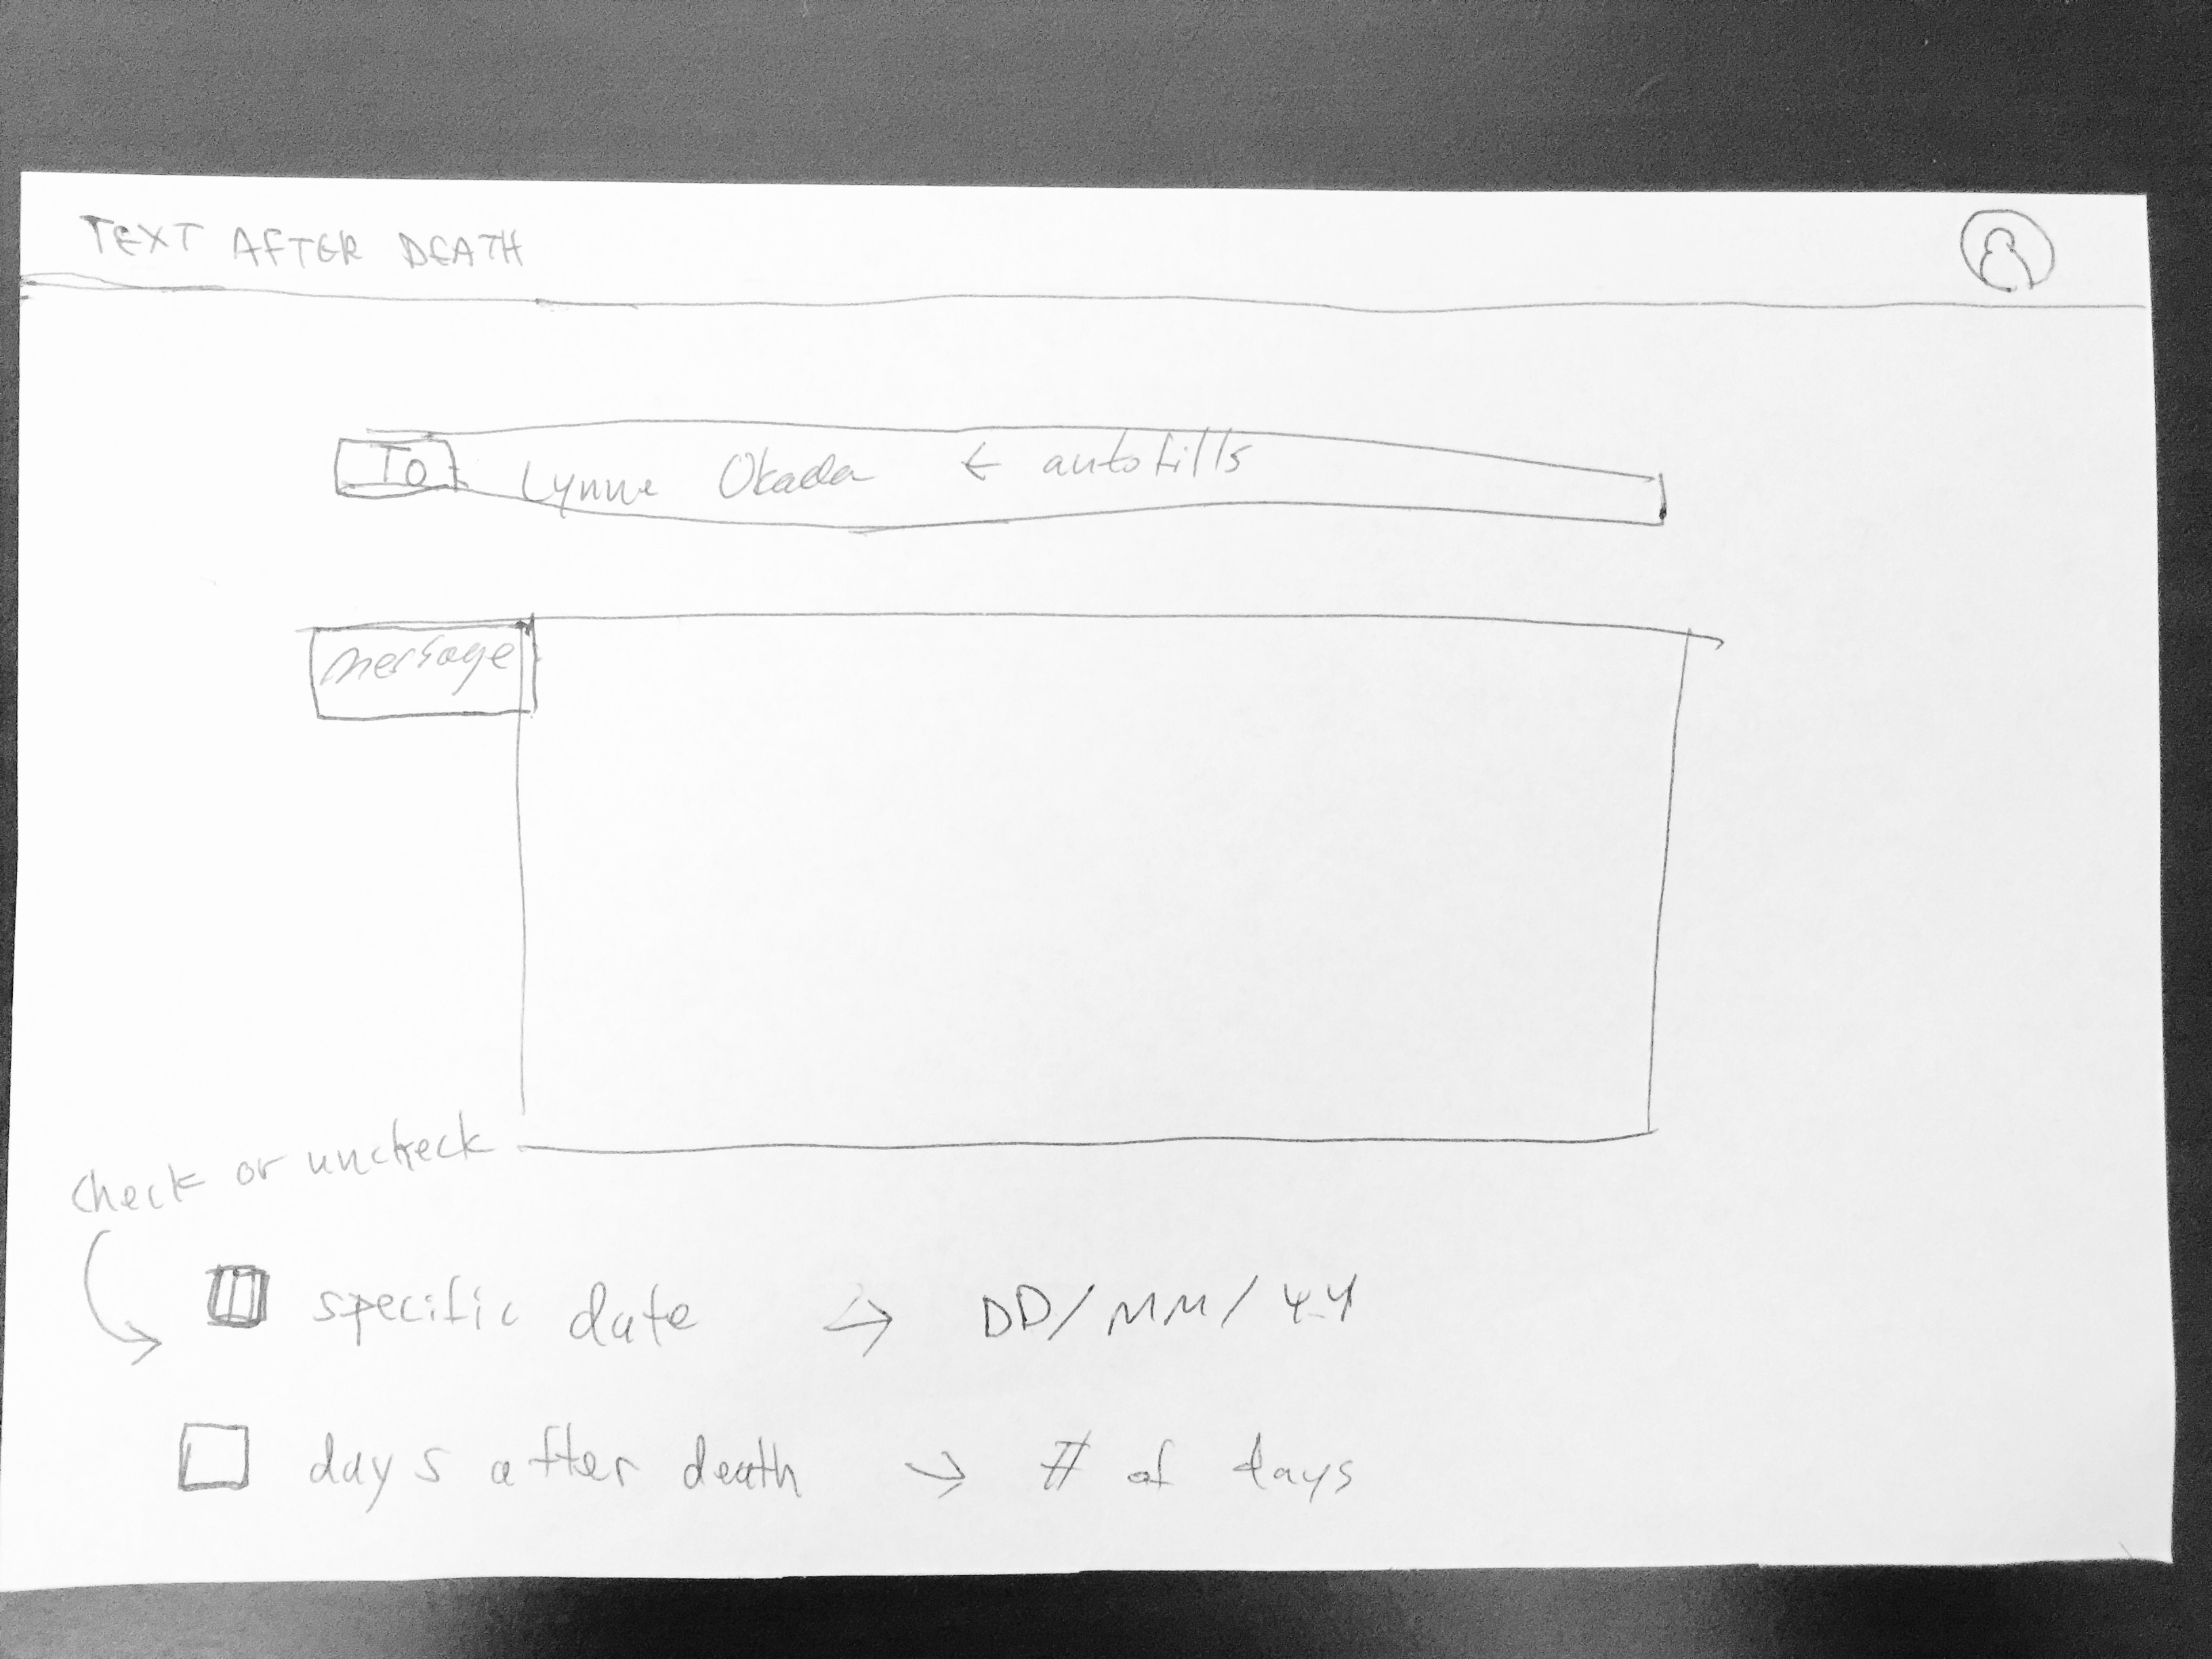 TEXT AFTER DEATH
To Lynne Okada ← autofills
message
check or uncheck
specific date → DD/MM/YY
days after death → # of days